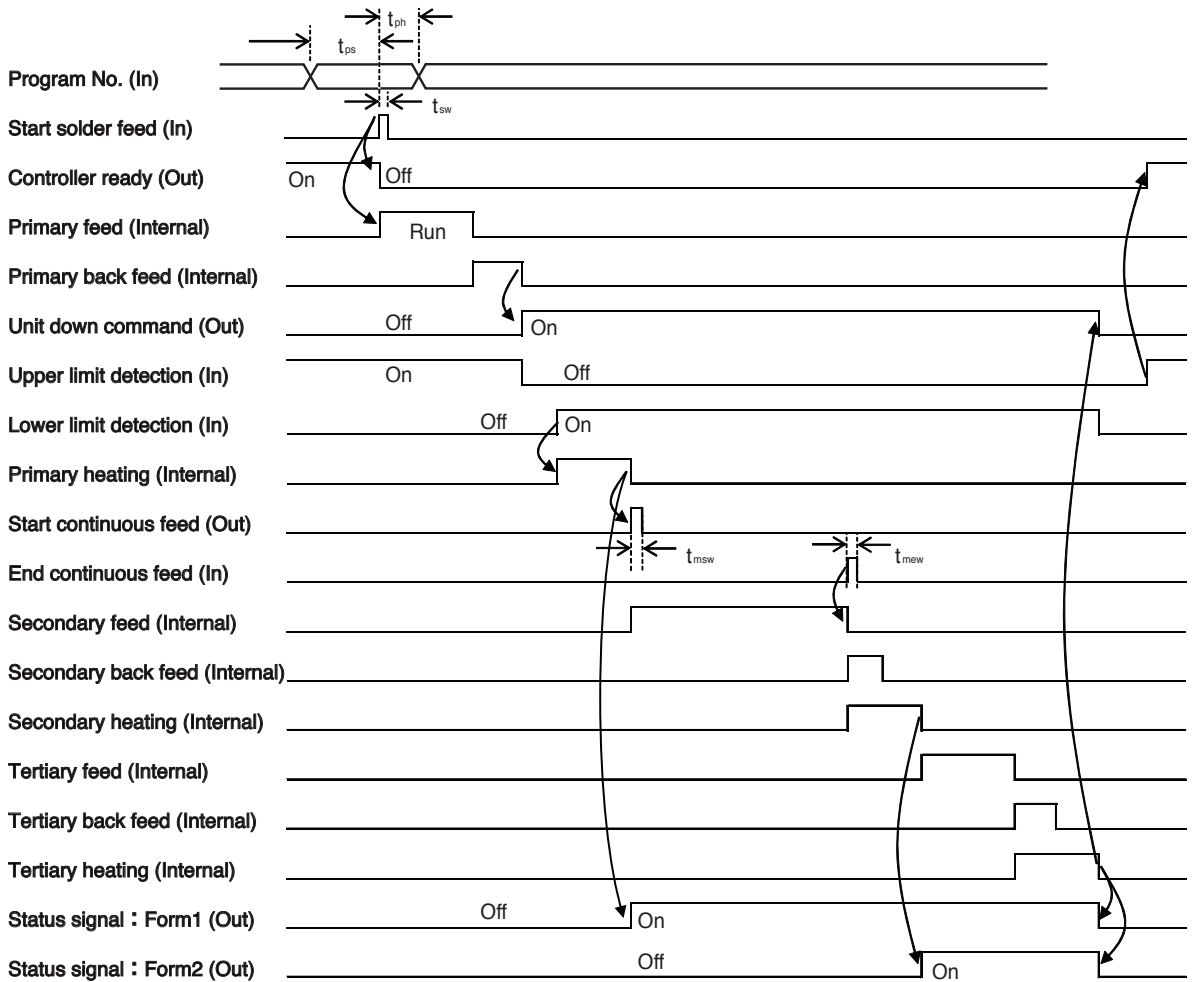 tph
tps
Program No. (In)
tsw
Start solder feed (In)
Controller ready (Out) On Off
Primary feed (Internal) Run
Primary back feed (Internal)
Unit down command (Out) Off On
Upper limit detection (In) On Off
Lower limit detection (In) Off On
Primary heating (Internal)
Start continuous feed (Out)
tmsw tmew
End continuous feed (In)
Secondary feed (Internal)
Secondary back feed (Internal)
Secondary heating (Internal)
Tertiary feed (Internal)
Tertiary back feed (Internal)
Tertiary heating (Internal)
Status signal：Form1 (Out) Off On
Status signal：Form2 (Out) Off On